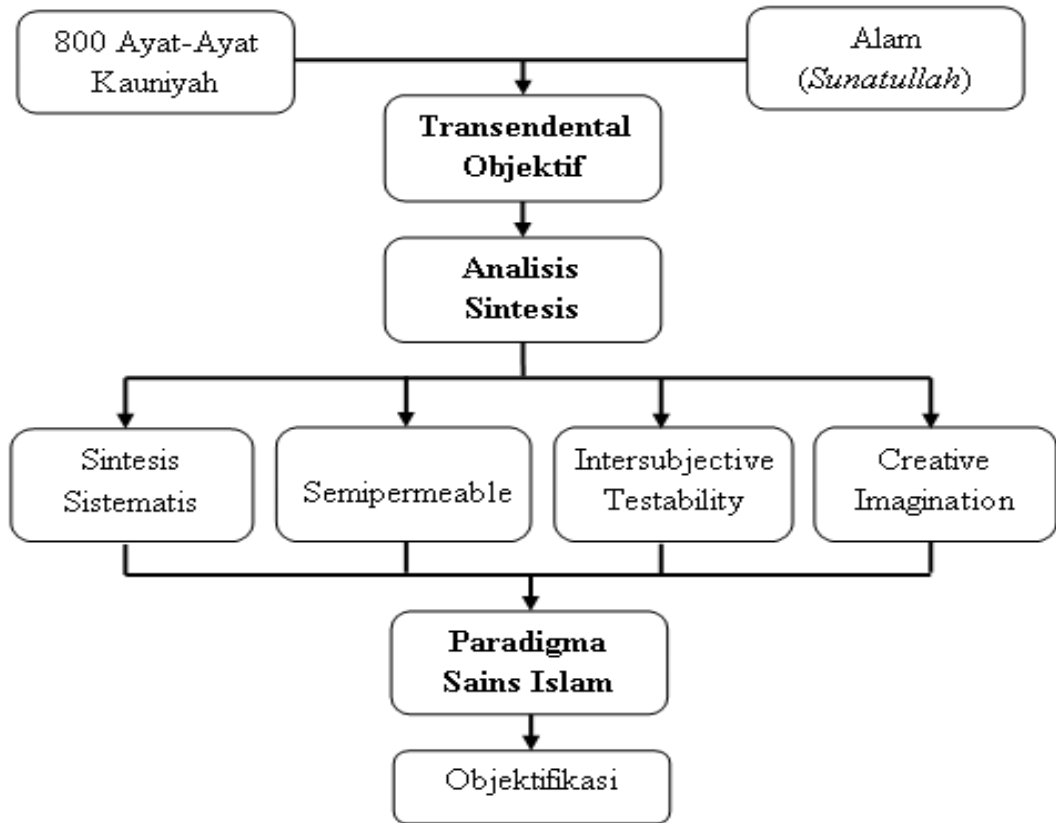 800 Ayat-Ayat
Kauniyah
Alam
(Sunatullah)
Transendental
Objektif
Analisis
Sintesis
Sintesis
Sistematis
Semipermeable
Intersubjective
Testability
Creative
Imagination
Paradigma
Sains Islam
Objektifikasi